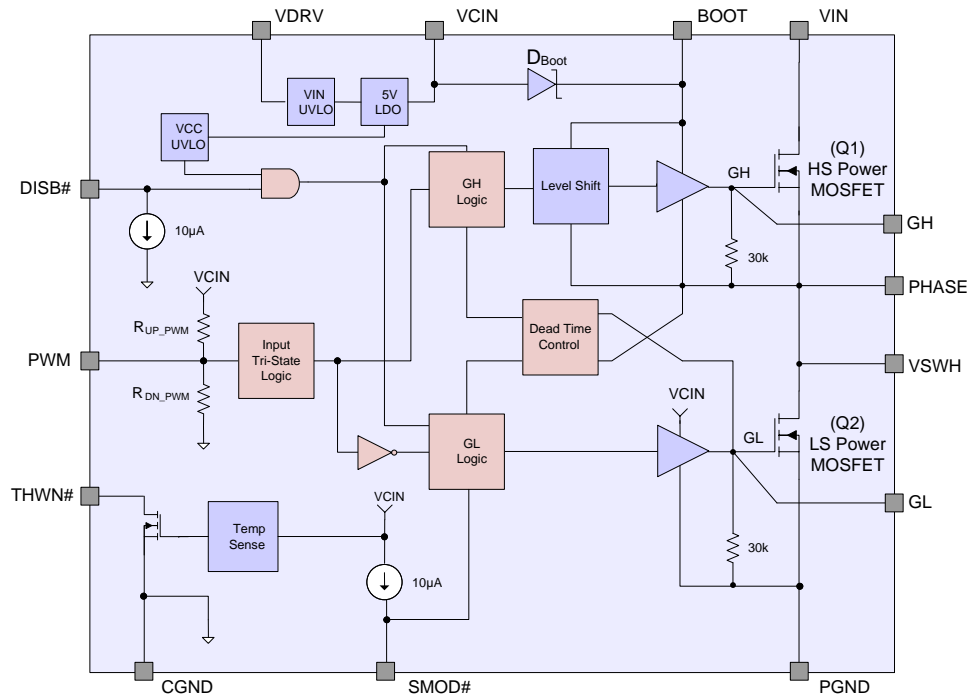 VDRV
VCIN
BOOT
VIN
DBoot
VIN
UVLO
5V
LDO
VCC
UVLO
(Q1)
HS Power
MOSFET
GH
Logic
Level Shift
GH
DISB#
10µA
GH
30k
VCIN
PHASE
RUP_PWM
Dead Time
Control
Input
Tri-State
Logic
PWM
VSWH
RDN_PWM
VCIN
(Q2)
LS Power
MOSFET
GL
Logic
GL
THWN#
VCIN
GL
Temp
Sense
30k
10µA
CGND
SMOD#
PGND